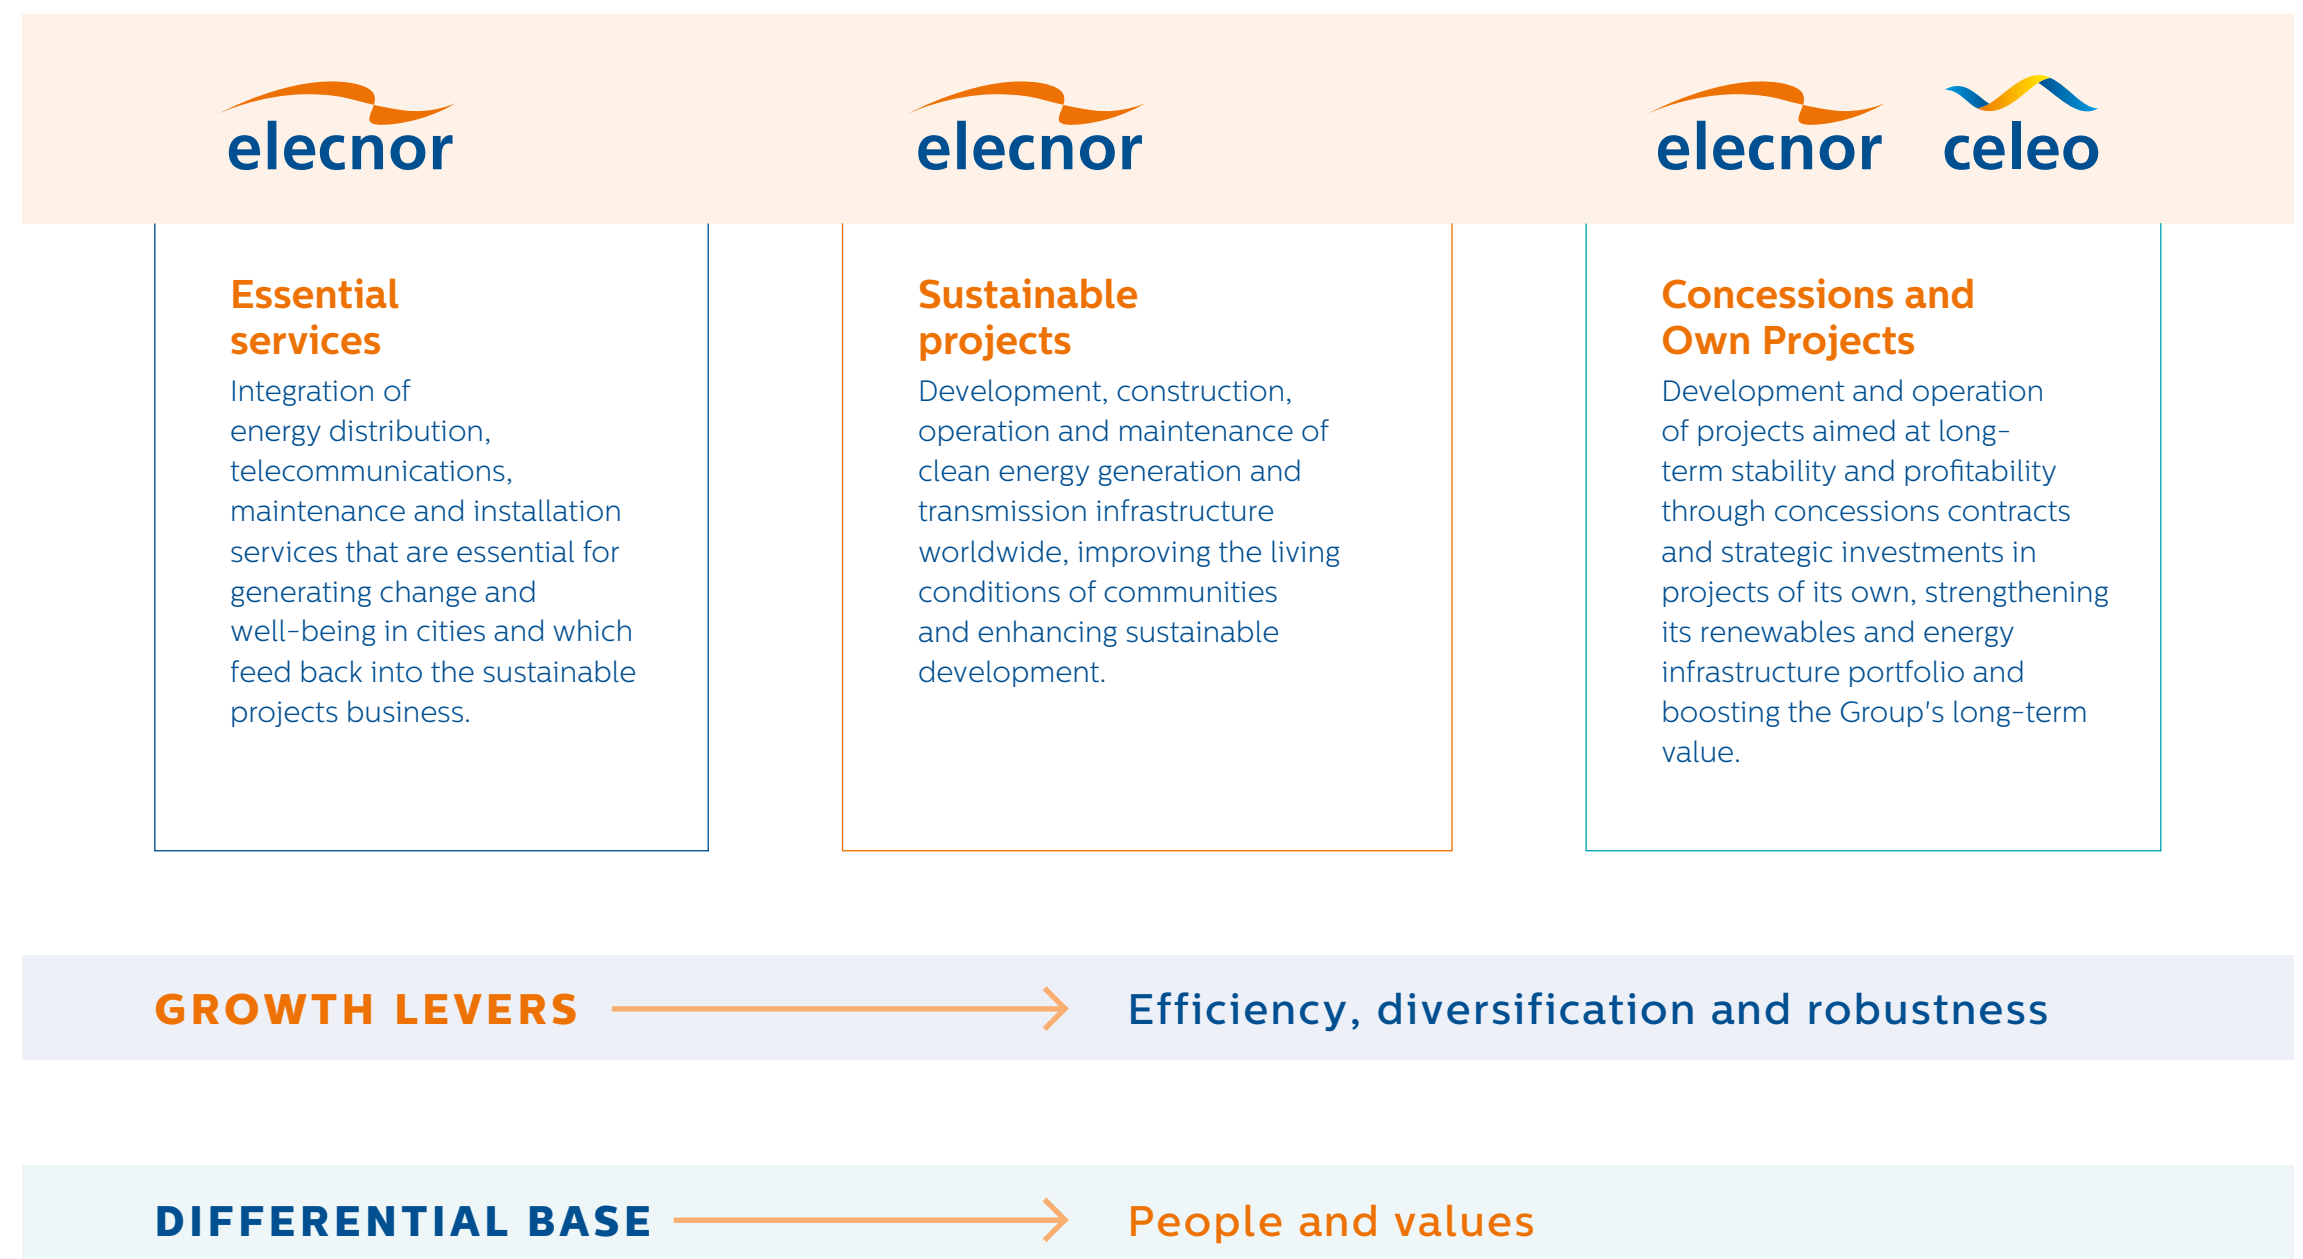 elecnor
elecnor
elecnor
celeo
Essential
services
Integration of
energy distribution,
telecommunications,
maintenance and installation
services that are essential for
generating change and
well-being in cities and which
feed back into the sustainable
projects business.
Sustainable
projects
Development, construction,
operation and maintenance of
clean energy generation and
transmission infrastructure
worldwide, improving the living
conditions of communities
and enhancing sustainable
development.
Concessions and
Own Projects
Development and operation
of projects aimed at long-
term stability and profitability
through concessions contracts
and strategic investments in
projects of its own, strengthening
its renewables and energy
infrastructure portfolio and
boosting the Group's long-term
value.
GROWTH LEVERS
Efficiency, diversification and robustness
DIFFERENTIAL BASE
People and values